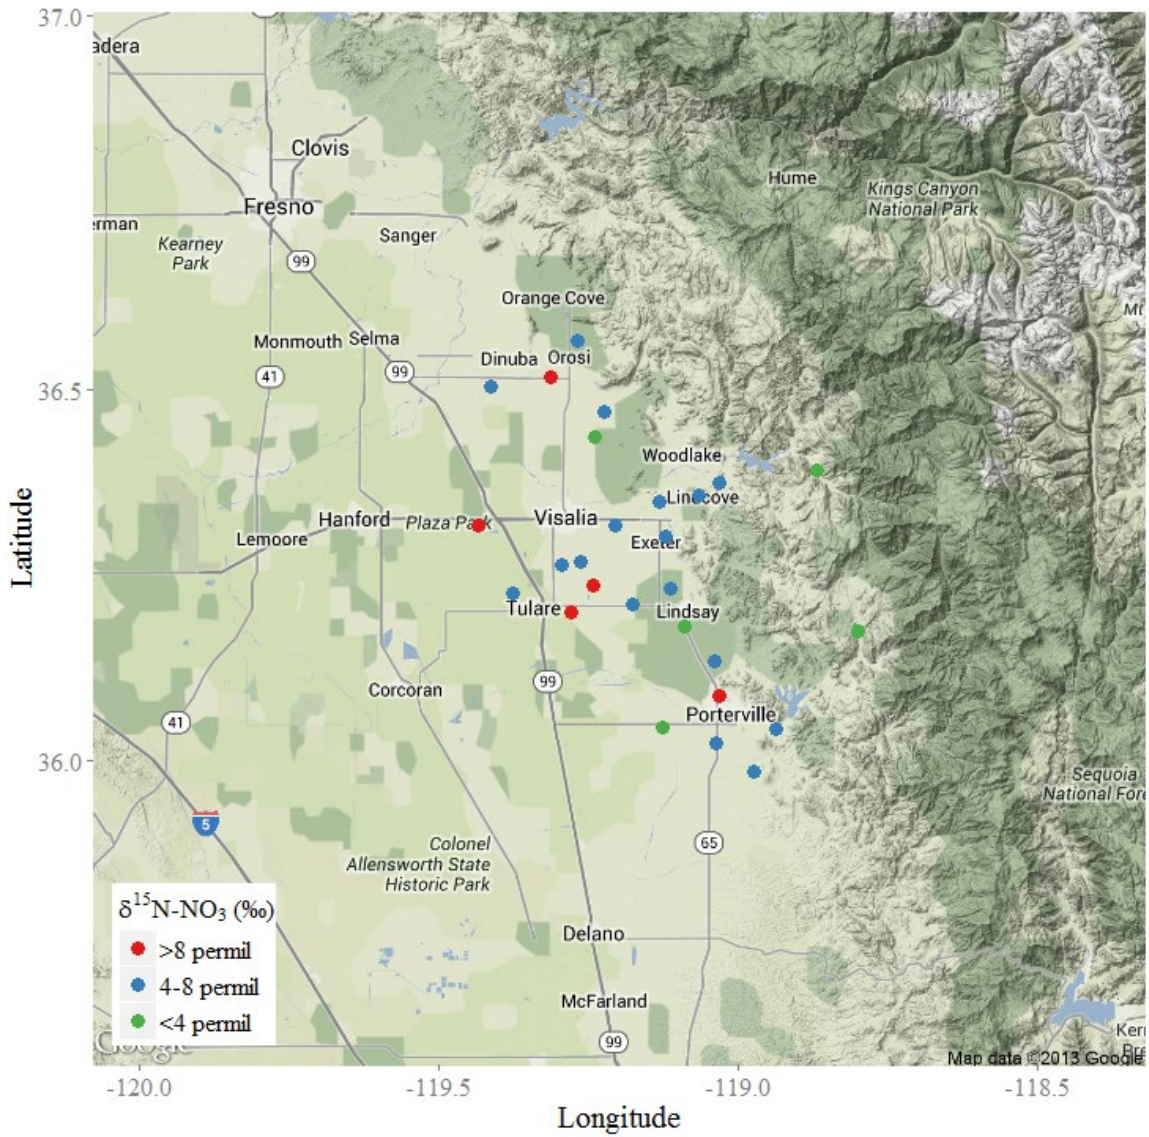 37.0
adera
Clovis
Hume
Kings Canyon
National Park
Fresno
erman
Kearney
Park
Sanger
99
Orange Cove
Mt
Monmouth
Selma
Dinuba
Orosi
41
99
36.5
Woodlake
Lindcove
Hanford
Plaza Park
Visalia
Lemoore
Exeter
Tulare
Lindsay
Latitude
99
Corcoran
Porterville
41
36.0
Sequoia
National Fore
5
65
Colonel
Allensworth State
Historic Park
δ¹⁵N-NO₃ (‰)
>8 permil
4-8 permil
<4 permil
Delano
McFarland
99
Google
Kern
Map data ©2013 Google
-120.0
-119.5
-119.0
-118.5
Longitude